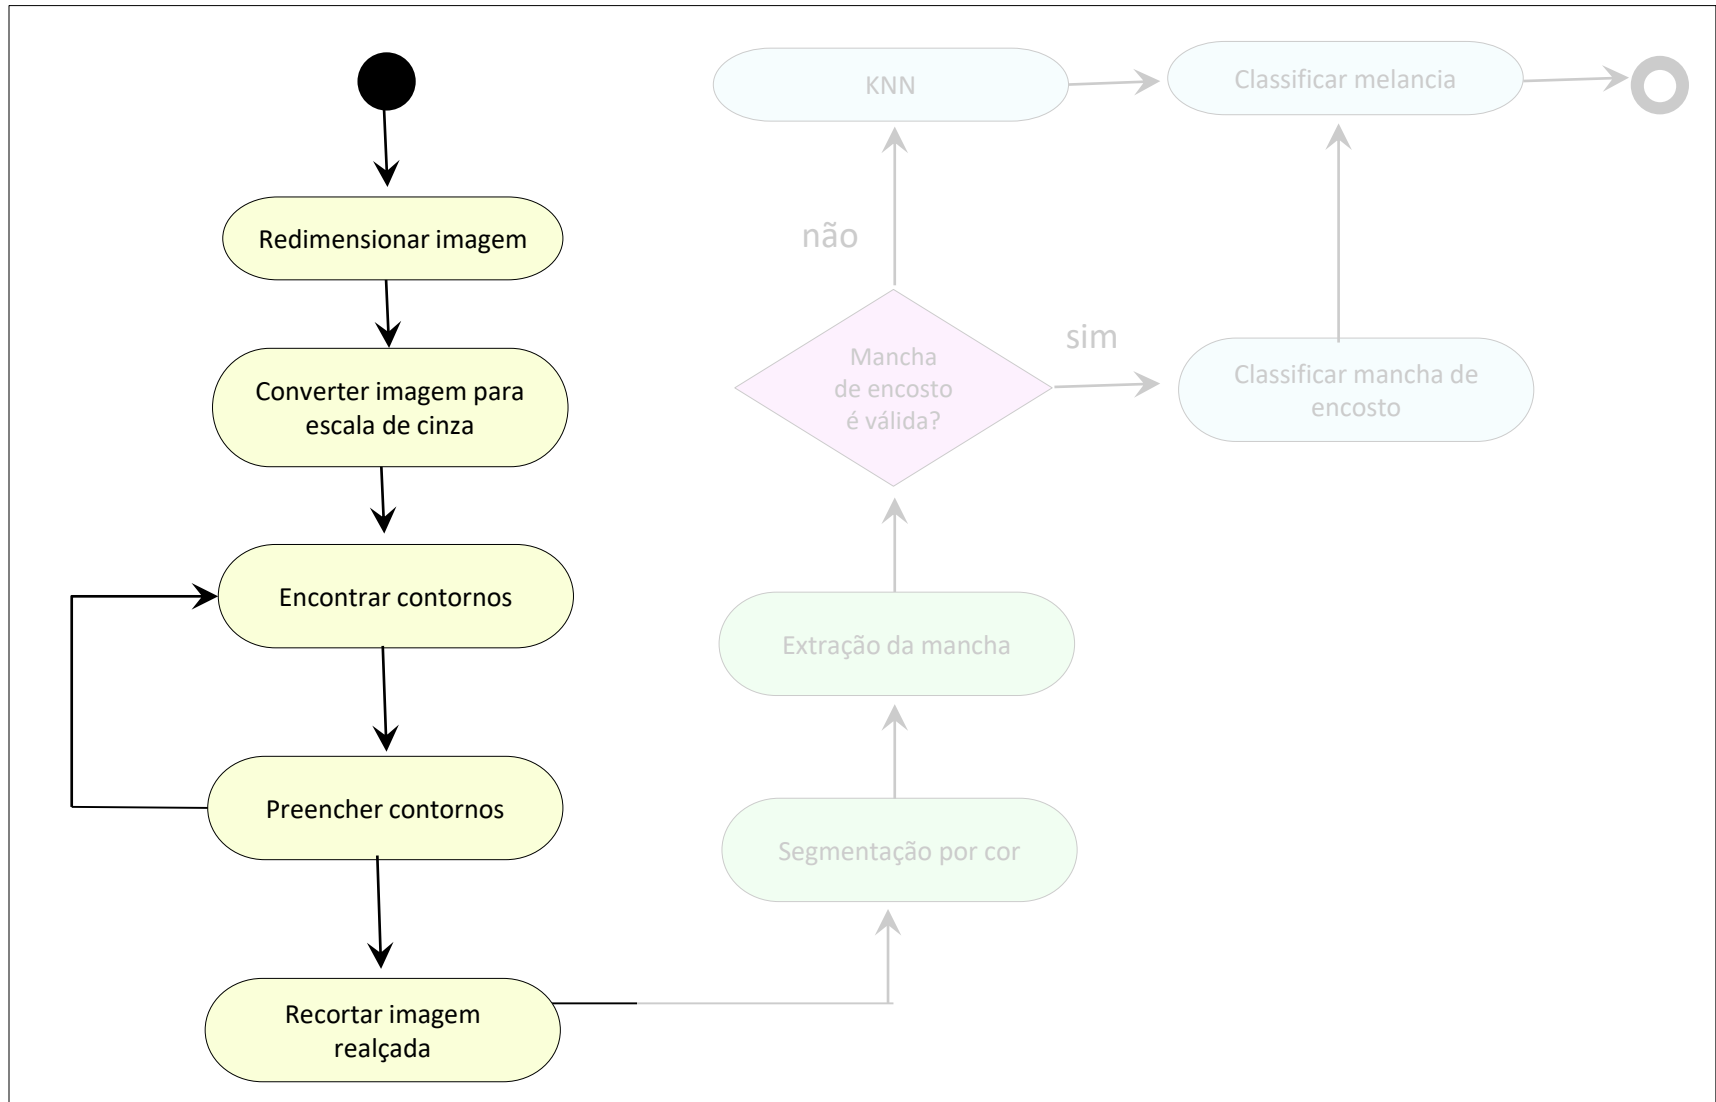 Redimensionar imagem
Converter imagem para
escala de cinza
Encontrar contornos
Preencher contornos
Recortar imagem
realçada
Segmentação por cor
Extração da mancha
Mancha
de encosto
é válida?
não
sim
KNN
Classificar mancha de
encosto
Classificar melancia